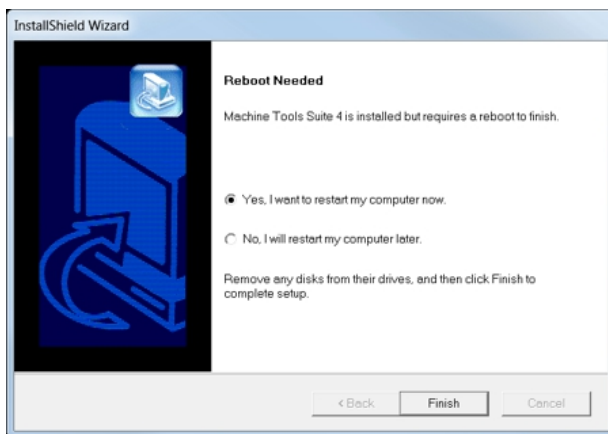 InstallShield Wizard
Reboot Needed
Machine Tools Suite 4 is installed but requires a reboot to finish.
Yes, I want to restart my computer now.
No, I will restart my computer later.
Remove any disks from their drives, and then click Finish to
complete setup.
< Back
Finish
Cancel